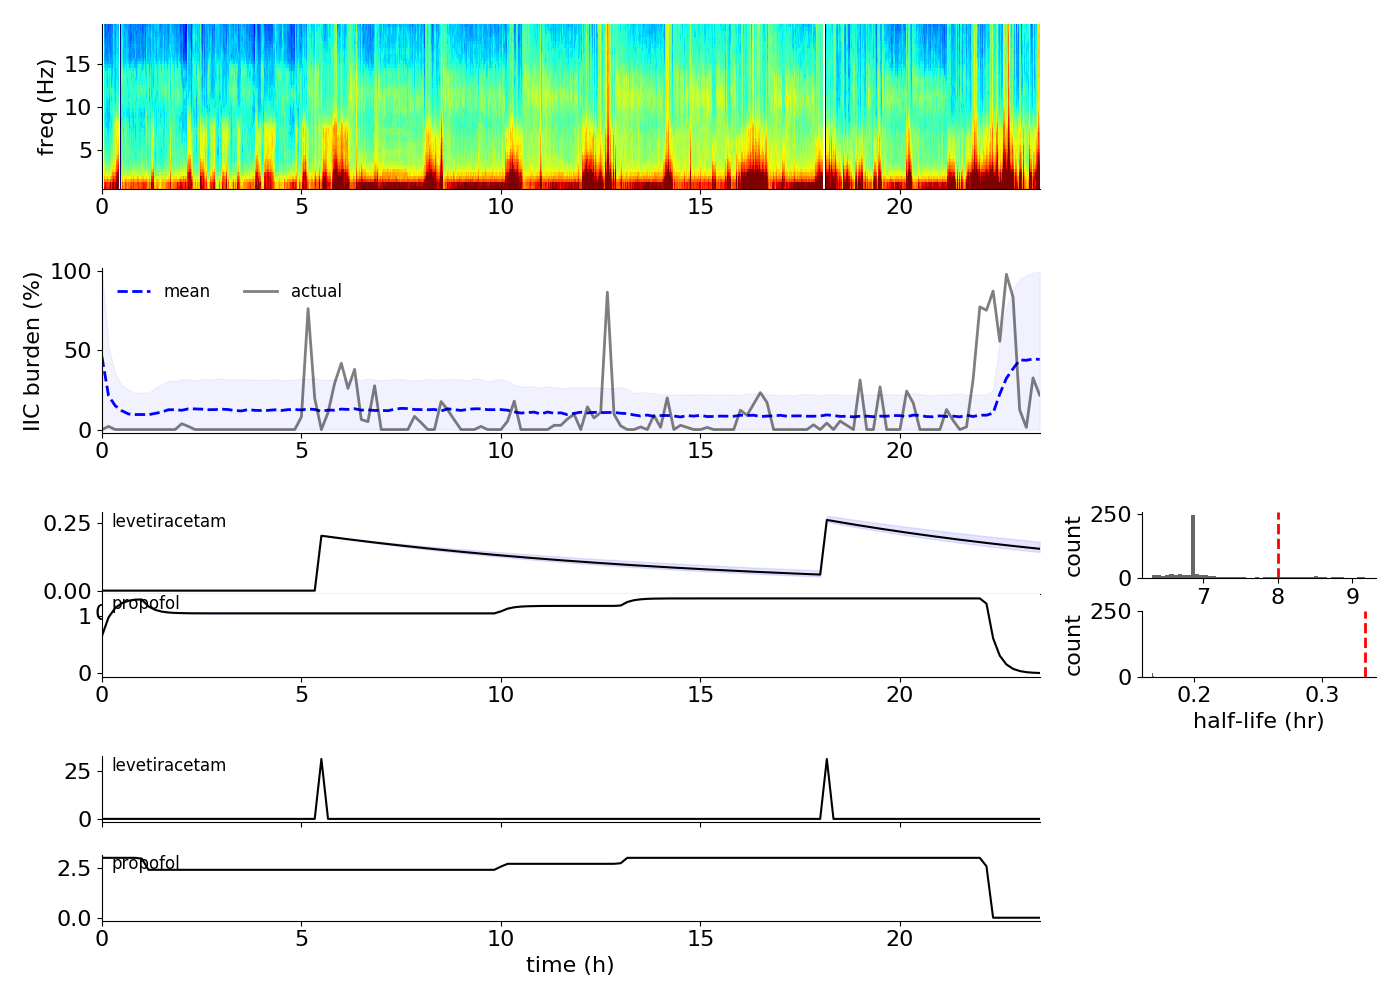 freq (Hz)
15
10
5
0 5 10 15 20
IIC burden (%)
100
50
0
mean actual
0 5 10 15 20
levetiracetam
0.25
0.00
propofol
1
0
0 5 10 15 20
count
250
0
7 8 9
count
250
0
0.2 0.3
half-life (hr)
levetiracetam
25
0
propofol
2.5
0.0
0 5 10 15 20
time (h)